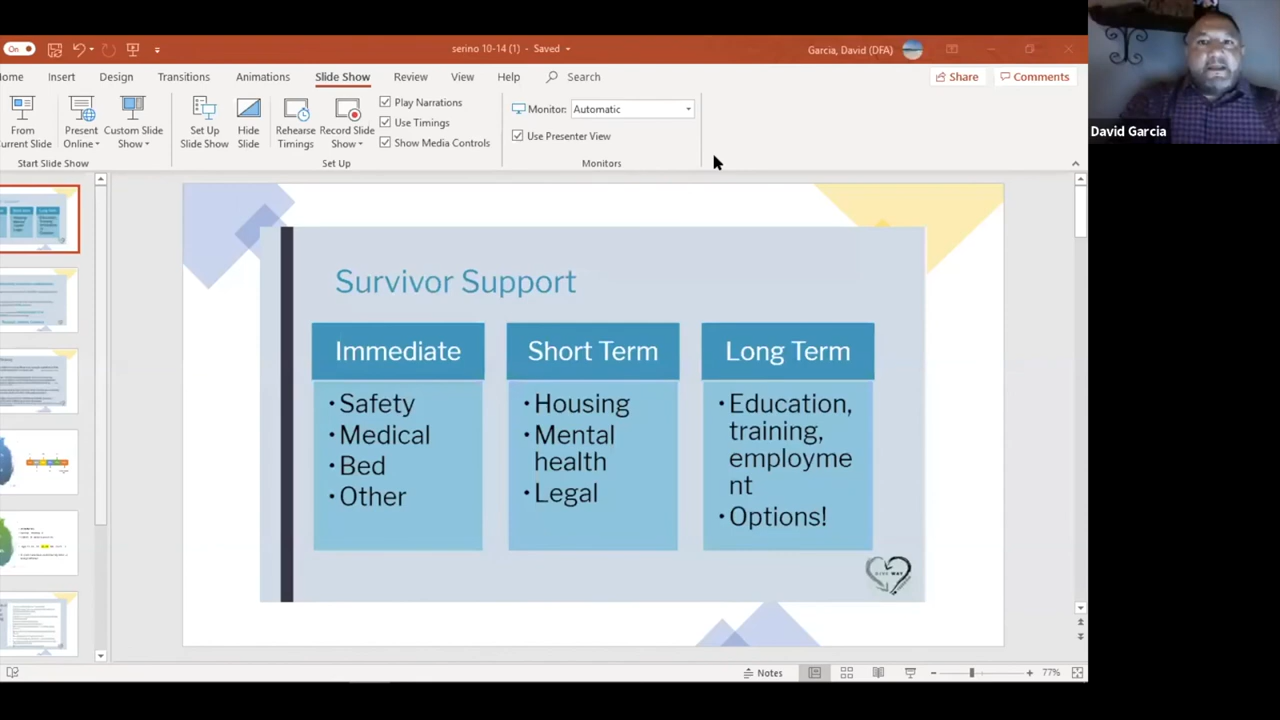 On
serino 10-14 (1) - Saved
Garcia, David (DFA)
ome Insert Design Transitions Animations Slide Show Review View Help Search
Share Comments
From
urrent Slide
Present
Online
Custom Slide
Show
Set Up
Slide Show
Hide
Slide
Rehearse
Timings
Record Slide
Show
Play Narrations
Use Timings
Show Media Controls
Monitor: Automatic
Use Presenter View
Start Slide Show
Set Up
Monitors
David Garcia
Survivor Support
Immediate
• Safety
• Medical
• Bed
• Other
Short Term
• Housing
• Mental
health
• Legal
Long Term
• Education,
training,
employme
nt
• Options!
Notes
77%